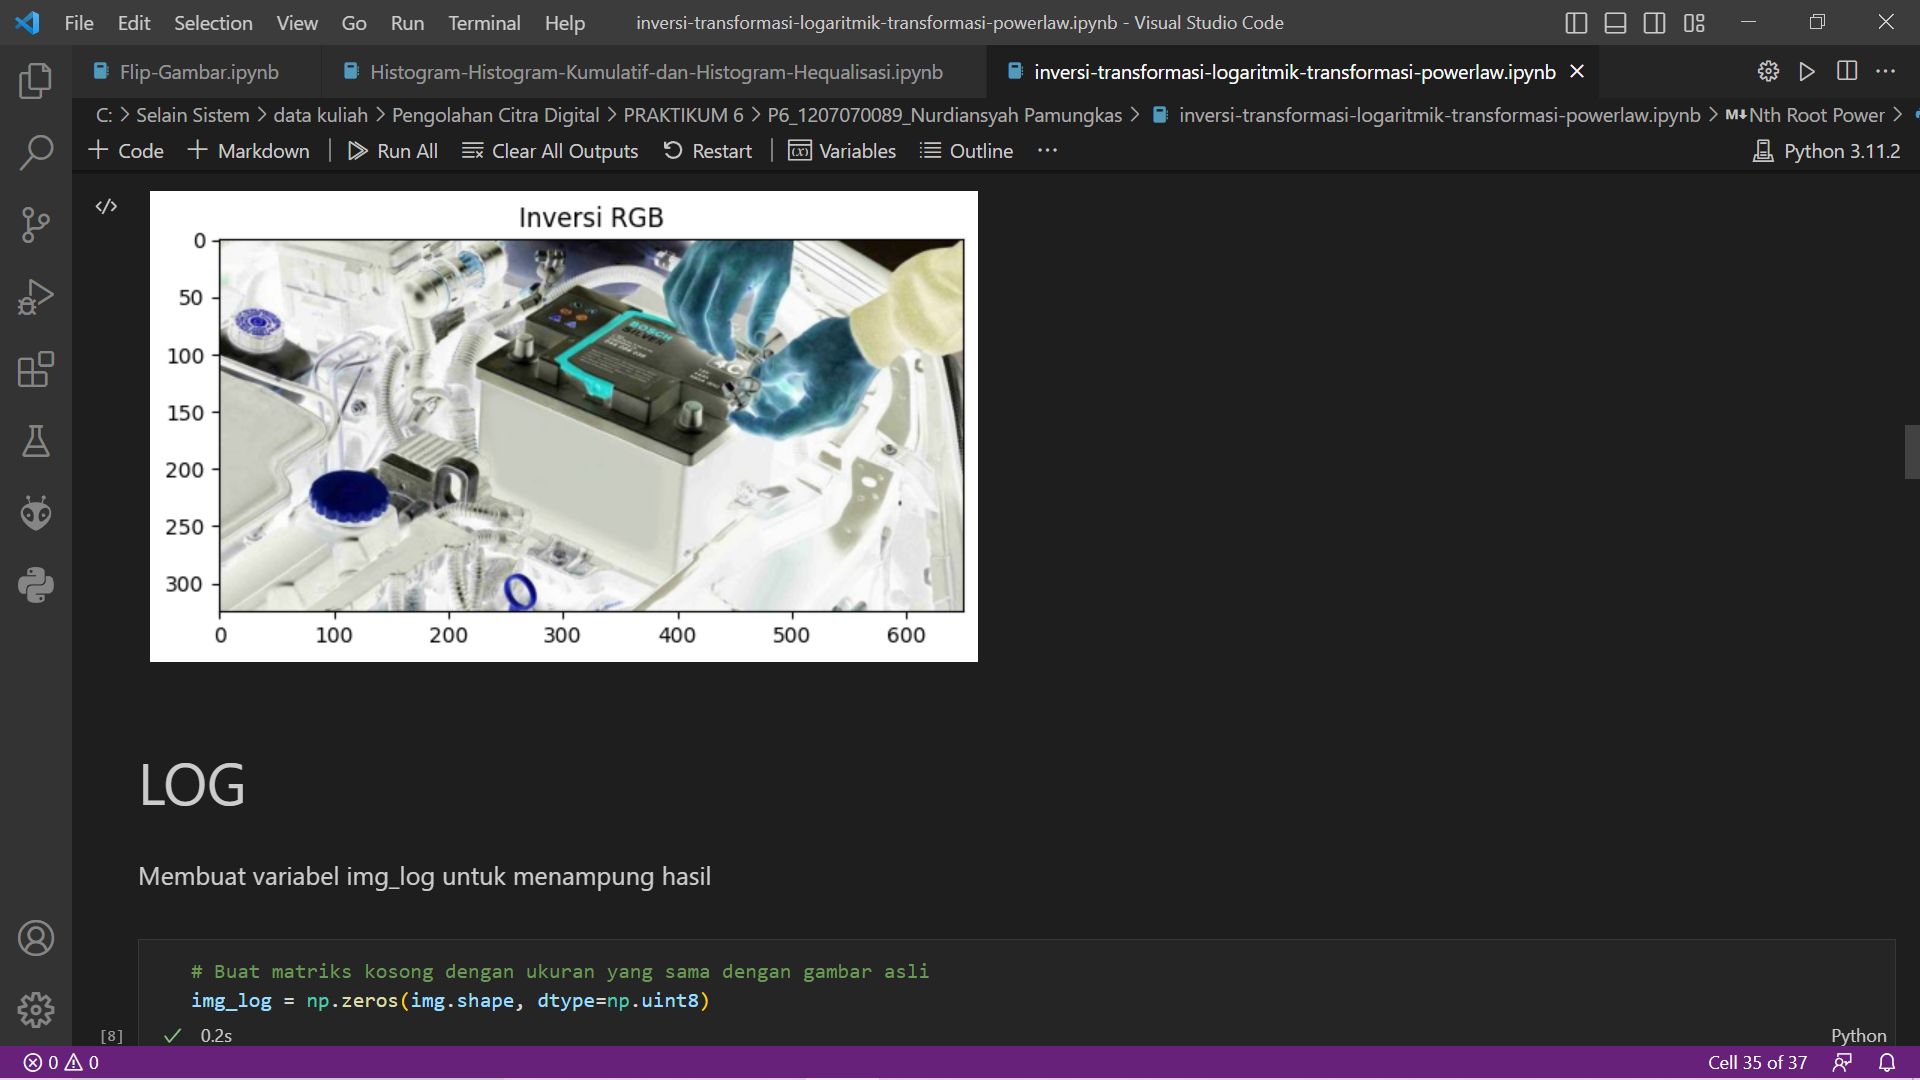 File Edit Selection View Go Run Terminal Help inversi-transformasi-logaritmik-transformasi-powerlaw.ipynb - Visual Studio Code
Flip-Gambar.ipynb Histogram-Histogram-Kumulatif-dan-Histogram-Hequalisasi.ipynb inversi-transformasi-logaritmik-transformasi-powerlaw.ipynb
C: > Selain Sistem > data kuliah > Pengolahan Citra Digital > PRAKTIKUM 6 > P6_1207070089_Nurdiansyah Pamungkas > inversi-transformasi-logaritmik-transformasi-powerlaw.ipynb > M Nth Root Power >
+ Code + Markdown Run All Clear All Outputs Restart Variables Outline ... Python 3.11.2
Inversi RGB
0
50
100
150
200
250
300
0 100 200 300 400 500 600
BOSCH
SILVER
4C
LOG
Membuat variabel img_log untuk menampung hasil
# Buat matriks kosong dengan ukuran yang sama dengan gambar asli
img_log = np.zeros(img.shape, dtype=np.uint8)
[8] 0.2s Python
0 0 Cell 35 of 37